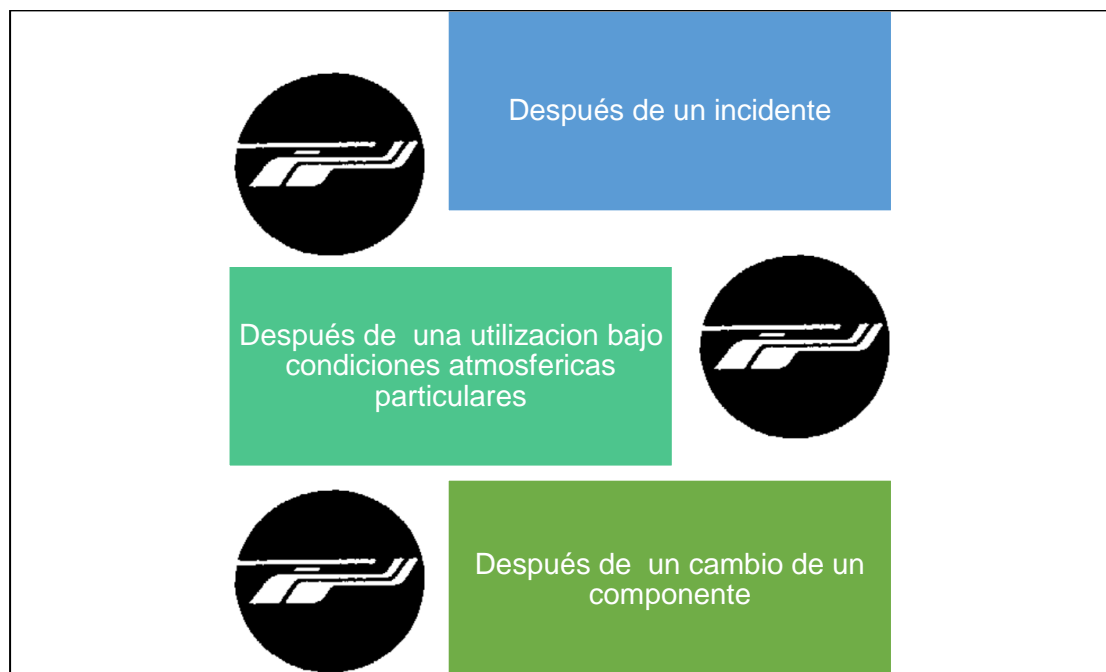 Después de un incidente
Después de  una utilizacion bajo
condiciones atmosfericas
particulares
Después de  un cambio de un
componente